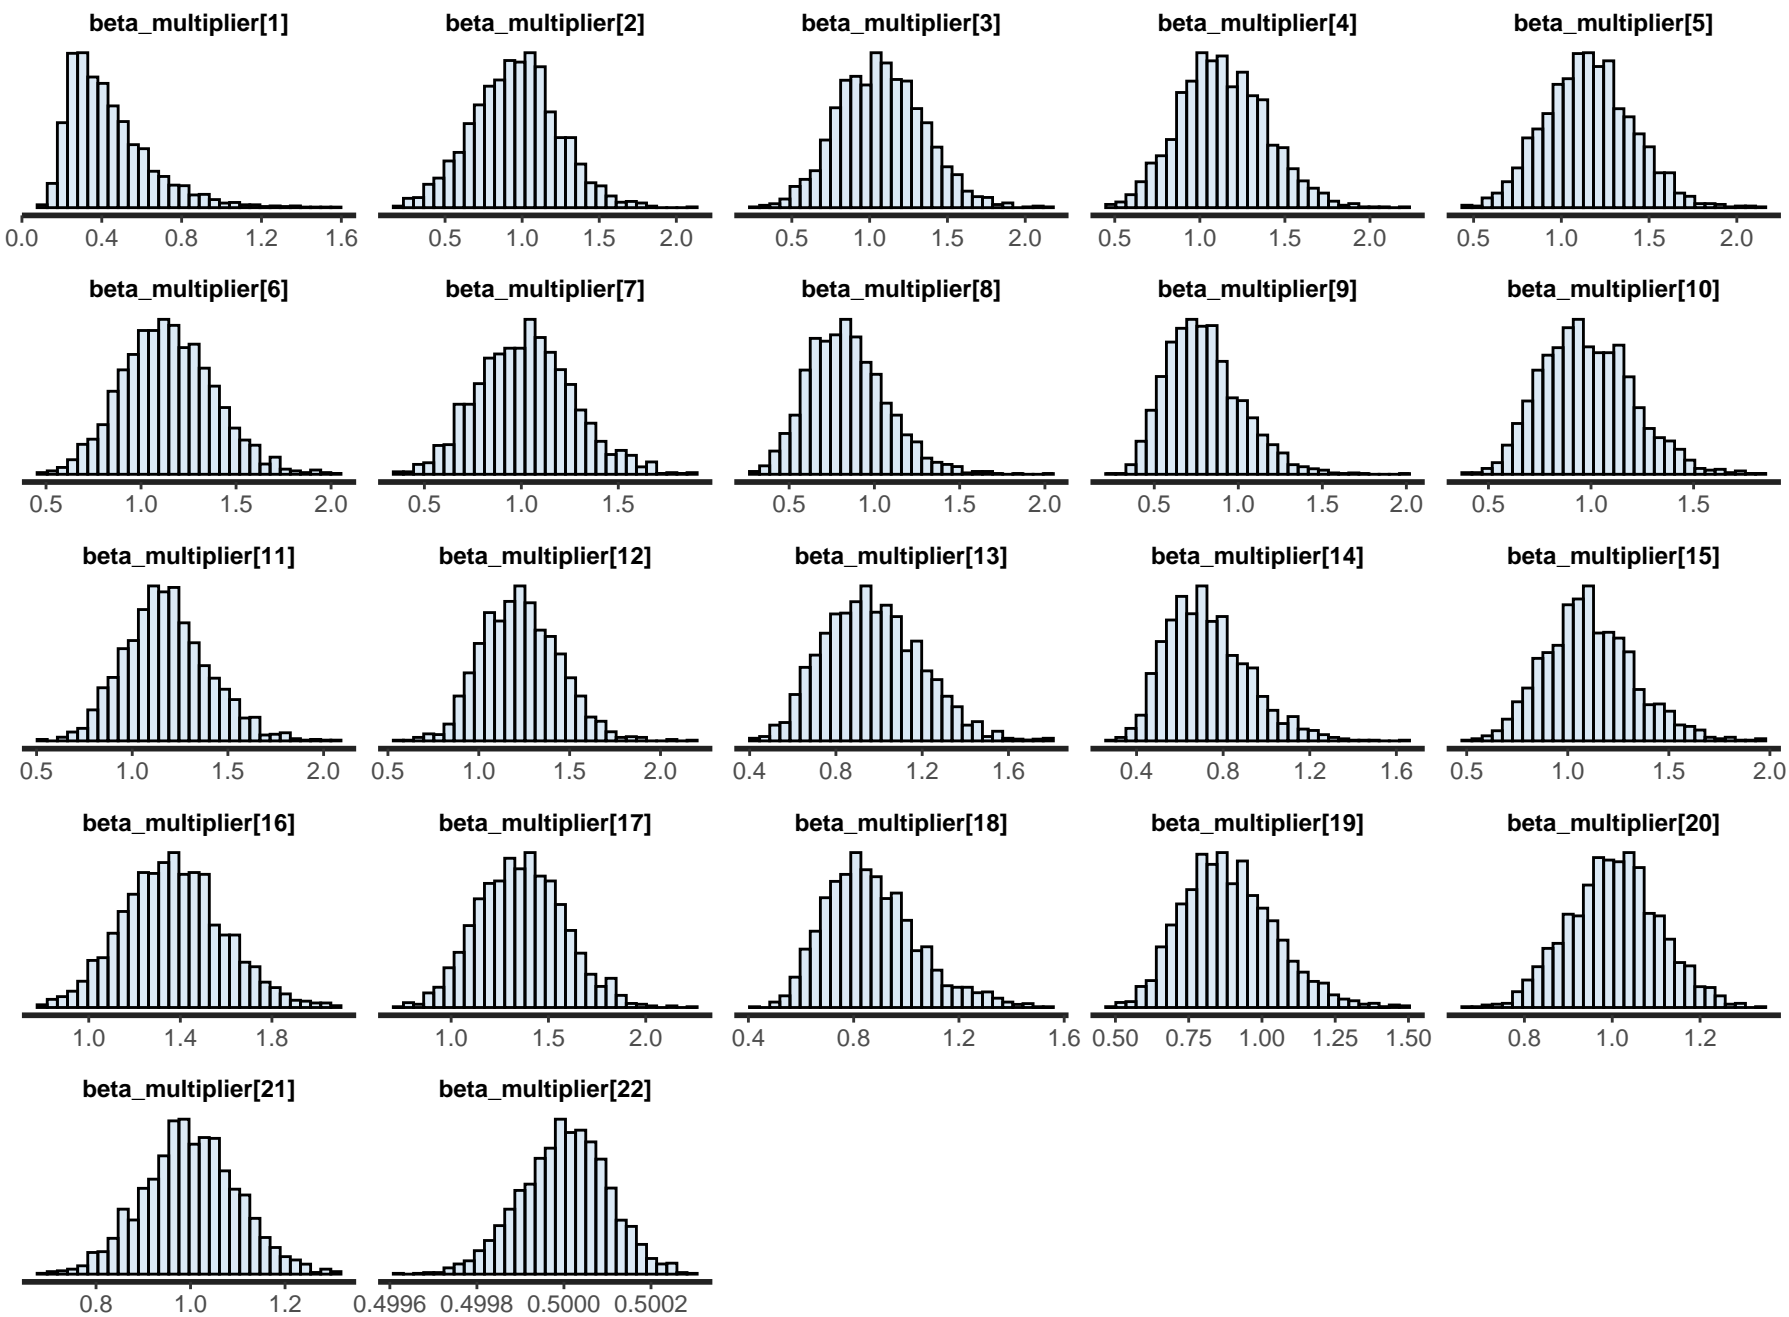 beta_multiplier[1] beta_multiplier[2] beta_multiplier[3] beta_multiplier[4] beta_multiplier[5]
0.0 0.4 0.8 1.2 1.6 0.5 1.0 1.5 2.0 0.5 1.0 1.5 2.0 0.5 1.0 1.5 2.0 0.5 1.0 1.5 2.0
beta_multiplier[6] beta_multiplier[7] beta_multiplier[8] beta_multiplier[9] beta_multiplier[10]
0.5 1.0 1.5 2.0 0.5 1.0 1.5 0.5 1.0 1.5 2.0 0.5 1.0 1.5 2.0 0.5 1.0 1.5
beta_multiplier[11] beta_multiplier[12] beta_multiplier[13] beta_multiplier[14] beta_multiplier[15]
0.5 1.0 1.5 2.0 0.5 1.0 1.5 2.0 0.4 0.8 1.2 1.6 0.4 0.8 1.2 1.6 0.5 1.0 1.5 2.0
beta_multiplier[16] beta_multiplier[17] beta_multiplier[18] beta_multiplier[19] beta_multiplier[20]
1.0 1.4 1.8 1.0 1.5 2.0 0.4 0.8 1.2 1.6 0.50 0.75 1.00 1.25 1.50 0.8 1.0 1.2
beta_multiplier[21] beta_multiplier[22]
0.8 1.0 1.2 0.4996 0.4998 0.5000 0.5002